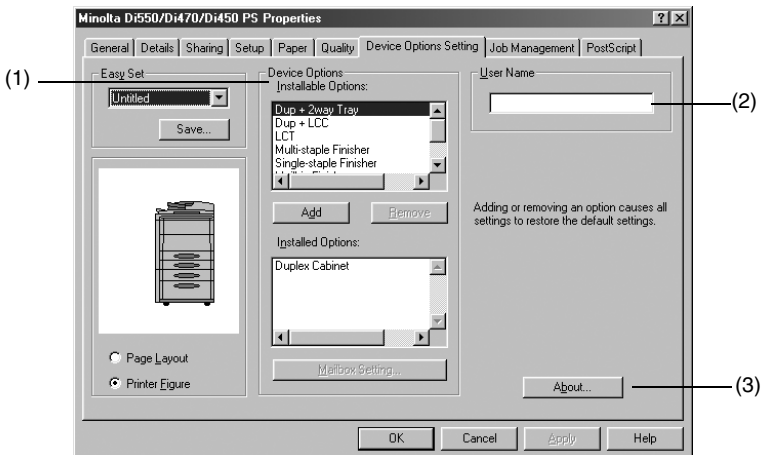 Minolta Di550/Di470/Di450 PS Properties
General Details Sharing Setup Paper Quality Device Options Setting Job Management PostScript
(1)
Easy Set
Untitled
Save...
Page Layout
Printer Figure
Device Options
Installable Options:
Dup + 2way Tray
Dup + LCC
LCT
Multi-staple Finisher
Single-staple Finisher
Add
Remove
Installed Options:
Duplex Cabinet
Mailbox Setting...
User Name
(2)
Adding or removing an option causes all
settings to restore the default settings.
About...
(3)
OK
Cancel
Apply
Help